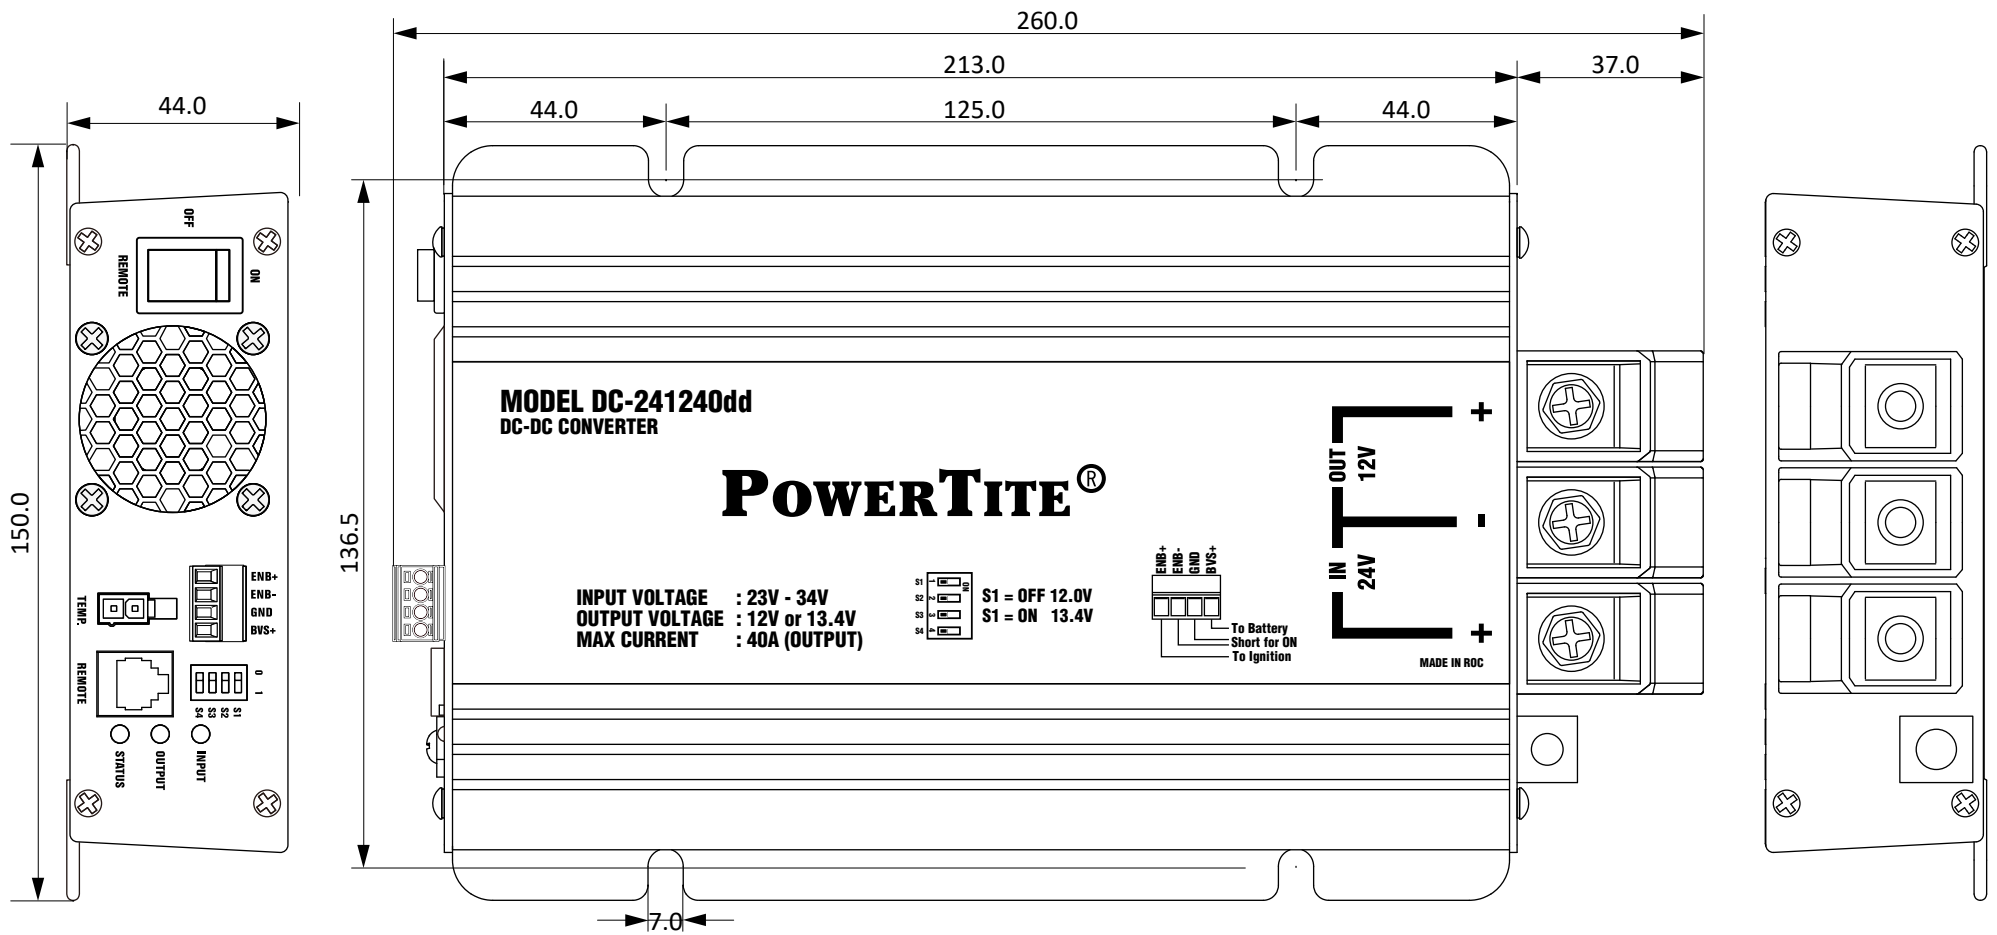 260.0
213.0
37.0
44.0
44.0
125.0
44.0
150.0
136.5
7.0
OFF
REMOTE
ON
TEMP.
ENB+
ENB-
GND
BVS+
REMOTE
0 1
S4 S3 S2 S1
STATUS
OUTPUT
INPUT
MODEL DC-241240dd
DC-DC CONVERTER
POWERTITE®
INPUT VOLTAGE : 23V - 34V
OUTPUT VOLTAGE : 12V or 13.4V
MAX CURRENT : 40A (OUTPUT)
S1 1 ON
S2 2
S3 3
S4 4
S1 = OFF 12.0V
S1 = ON 13.4V
ENB+
ENB-
GND
BVS+
To Battery
Short for ON
To Ignition
OUT
12V
IN
24V
+
-
+
MADE IN ROC